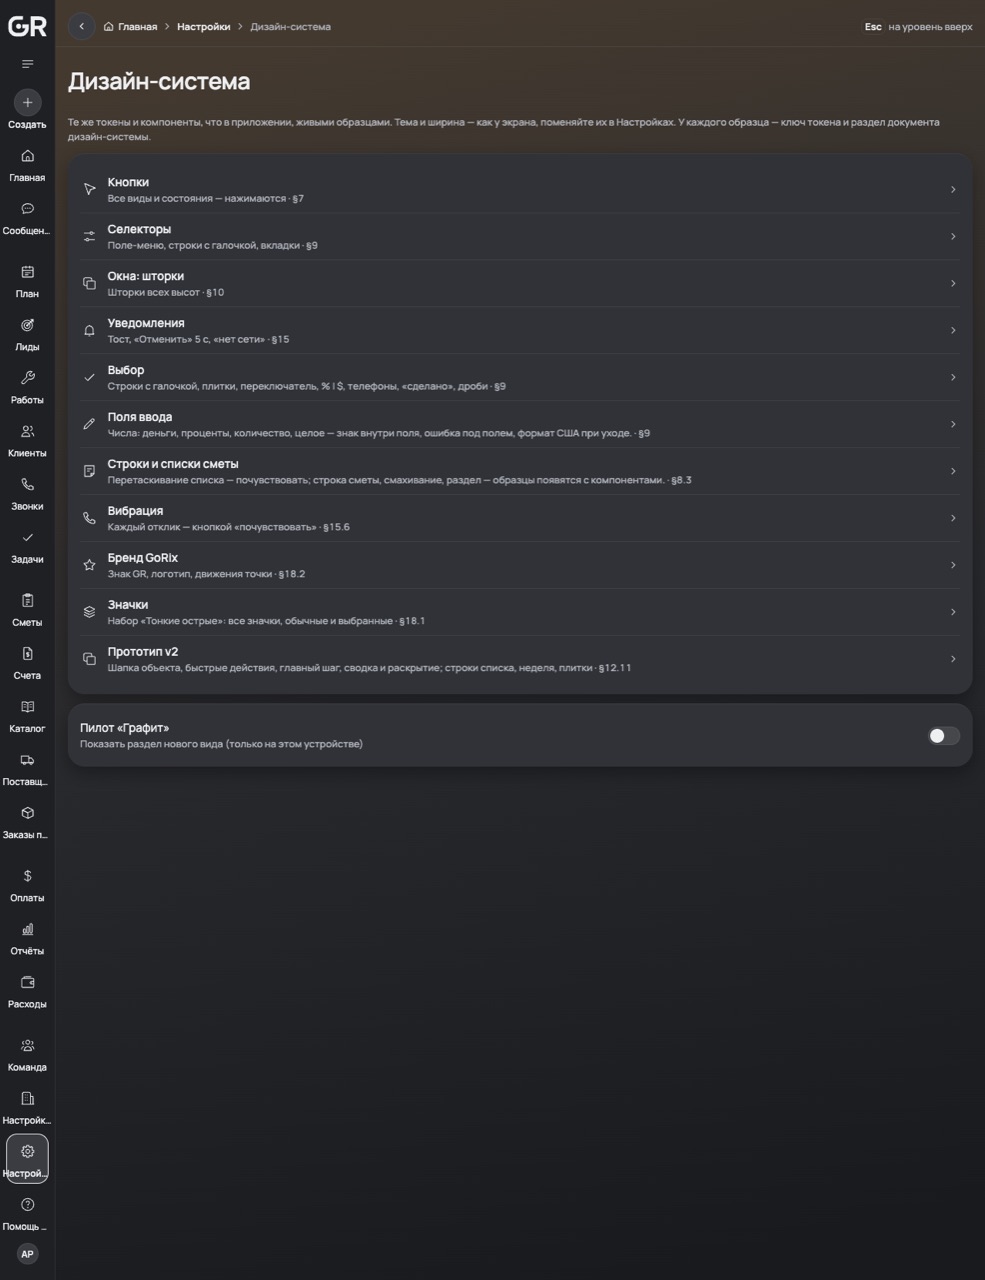 GR
Главная
Настройки
Дизайн-система
Esc на уровень вверх
Создать
Главная
Сообщен...
План
Лиды
Работы
Клиенты
Звонки
Задачи
Сметы
Счета
Каталог
Поставщ...
Заказы п...
Оплаты
Отчёты
Расходы
Команда
Настройк...
Настрой...
Помощь ...
AP
Дизайн-система
Те же токены и компоненты, что в приложении, живыми образцами. Тема и ширина — как у экрана, поменяйте их в Настройках. У каждого образца — ключ токена и раздел документа
дизайн-системы.
Кнопки
Все виды и состояния — нажимаются · §7
Селекторы
Поле-меню, строки с галочкой, вкладки · §9
Окна: шторки
Шторки всех высот · §10
Уведомления
Тост, «Отменить» 5 с, «нет сети» · §15
Выбор
Строки с галочкой, плитки, переключатель, % | $, телефоны, «сделано», дроби · §9
Поля ввода
Числа: деньги, проценты, количество, целое — знак внутри поля, ошибка под полем, формат США при уходе. · §9
Строки и списки сметы
Перетаскивание списка — почувствовать; строка сметы, смахивание, раздел — образцы появятся с компонентами. · §8.3
Вибрация
Каждый отклик — кнопкой «почувствовать» · §15.6
Бренд GoRix
Знак GR, логотип, движения точки · §18.2
Значки
Набор «Тонкие острые»: все значки, обычные и выбранные · §18.1
Прототип v2
Шапка объекта, быстрые действия, главный шаг, сводка и раскрытие; строки списка, неделя, плитки · §12.11
Пилот «Графит»
Показать раздел нового вида (только на этом устройстве)